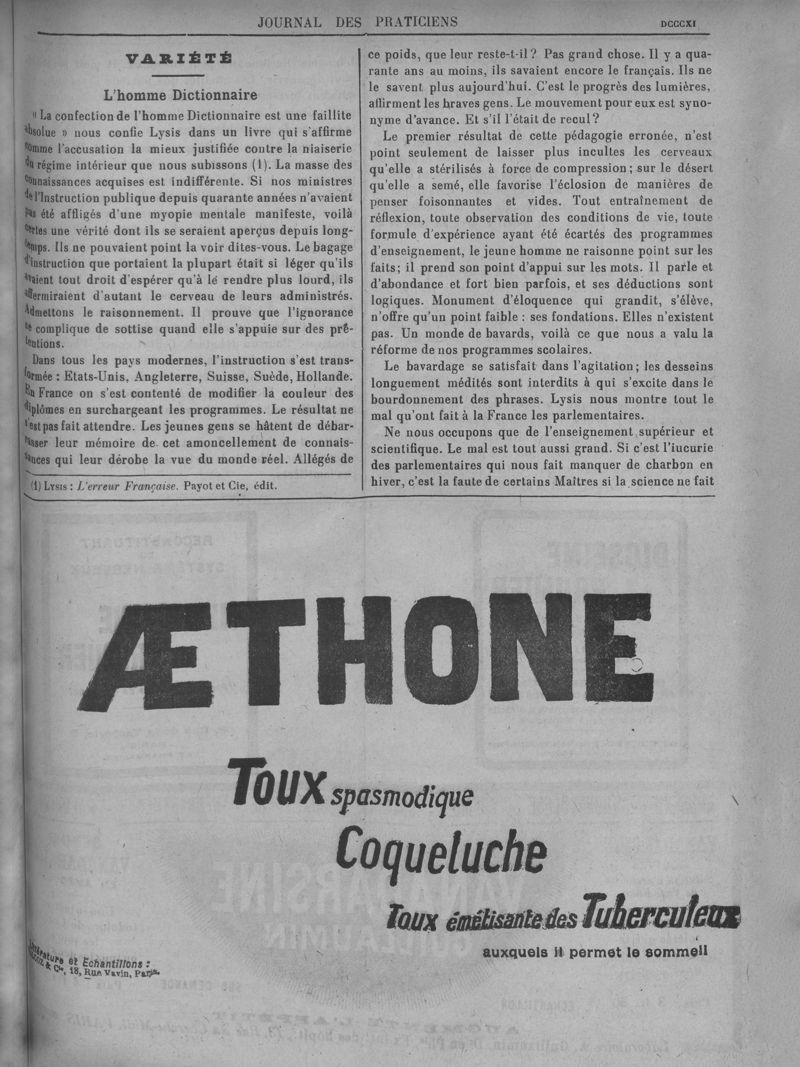 JOURNAL DES PRATICIENS
DCCCXI
VARIÉTÉ
L'homme Dictionnaire
« La confection de l'homme Dictionnaire est une faillite
absolue » nous confie Lysis dans un livre qui s'affirme
comme l'accusation la mieux justifiée contre la niaiserie
du régime intérieur que nous subissons (1). La masse des
connaissances acquises est indifférente. Si nos ministres
de l'Instruction publique depuis quarante années n'avaient
pas été affligés d'une myopie mentale manifeste, voilà
certes une vérité dont ils se seraient aperçus depuis long-
temps. Ils ne pouvaient point la voir dites-vous. Le bagage
d'instruction que portaient la plupart était si léger qu'ils
avaient tout droit d'espérer qu'à le rendre plus lourd, ils
affermiraient d'autant le cerveau de leurs administrés.
Admettons le raisonnement. Il prouve que l'ignorance
se complique de sottise quand elle s'appuie sur des pré-
tentions.
Dans tous les pays modernes, l'instruction s'est trans-
formée : Etats-Unis, Angleterre, Suisse, Suède, Hollande.
En France on s'est contenté de modifier la couleur des
diplômes en surchargeant les programmes. Le résultat ne
s'est pas fait attendre. Les jeunes gens se hâtent de débar-
rasser leur mémoire de cet amoncellement de connais-
sances qui leur dérobe la vue du monde réel. Allégés de
(1) LYSIS : L'erreur Française. Payot et Cie, édit.
ce poids, que leur reste-t-il ? Pas grand chose. Il y a qua-
rante ans au moins, ils savaient encore le français. Ils ne
le savent plus aujourd'hui. C'est le progrès des lumières,
affirment les braves gens. Le mouvement pour eux est syno-
nyme d'avance. Et s'il l'était de recul ?
Le premier résultat de cette pédagogie erronée, n'est
point seulement de laisser plus incultes les cerveaux
qu'elle a stérilisés à force de compression ; sur le désert
qu'elle a semé, elle favorise l'éclosion de manières de
penser foisonnantes et vides. Tout entraînement de
réflexion, toute observation des conditions de vie, toute
formule d'expérience ayant été écartés des programmes
d'enseignement, le jeune homme ne raisonne point sur les
faits ; il prend son point d'appui sur les mots. Il parle et
d'abondance et fort bien parfois, et ses déductions sont
logiques. Monument d'éloquence qui grandit, s'élève,
n'offre qu'un point faible : ses fondations. Elles n'existent
pas. Un monde de bavards, voilà ce que nous a valu la
réforme de nos programmes scolaires.
Le bavardage se satisfait dans l'agitation ; les desseins
longuement médités sont interdits à qui s'excite dans le
bourdonnement des phrases. Lysis nous montre tout le
mal qu'ont fait à la France les parlementaires.
Ne nous occupons que de l'enseignement supérieur et
scientifique. Le mal est tout aussi grand. Si c'est l'iucurie
des parlementaires qui nous fait manquer de charbon en
hiver, c'est la faute de certains Maîtres si la science ne fait
ÆTHONE
Toux spasmodique
Coqueluche
Toux émétisante des Tuberculeux
auxquels il permet le sommeil
et Echantillons :
& Cie, 18, Rue Vavin, Paris.